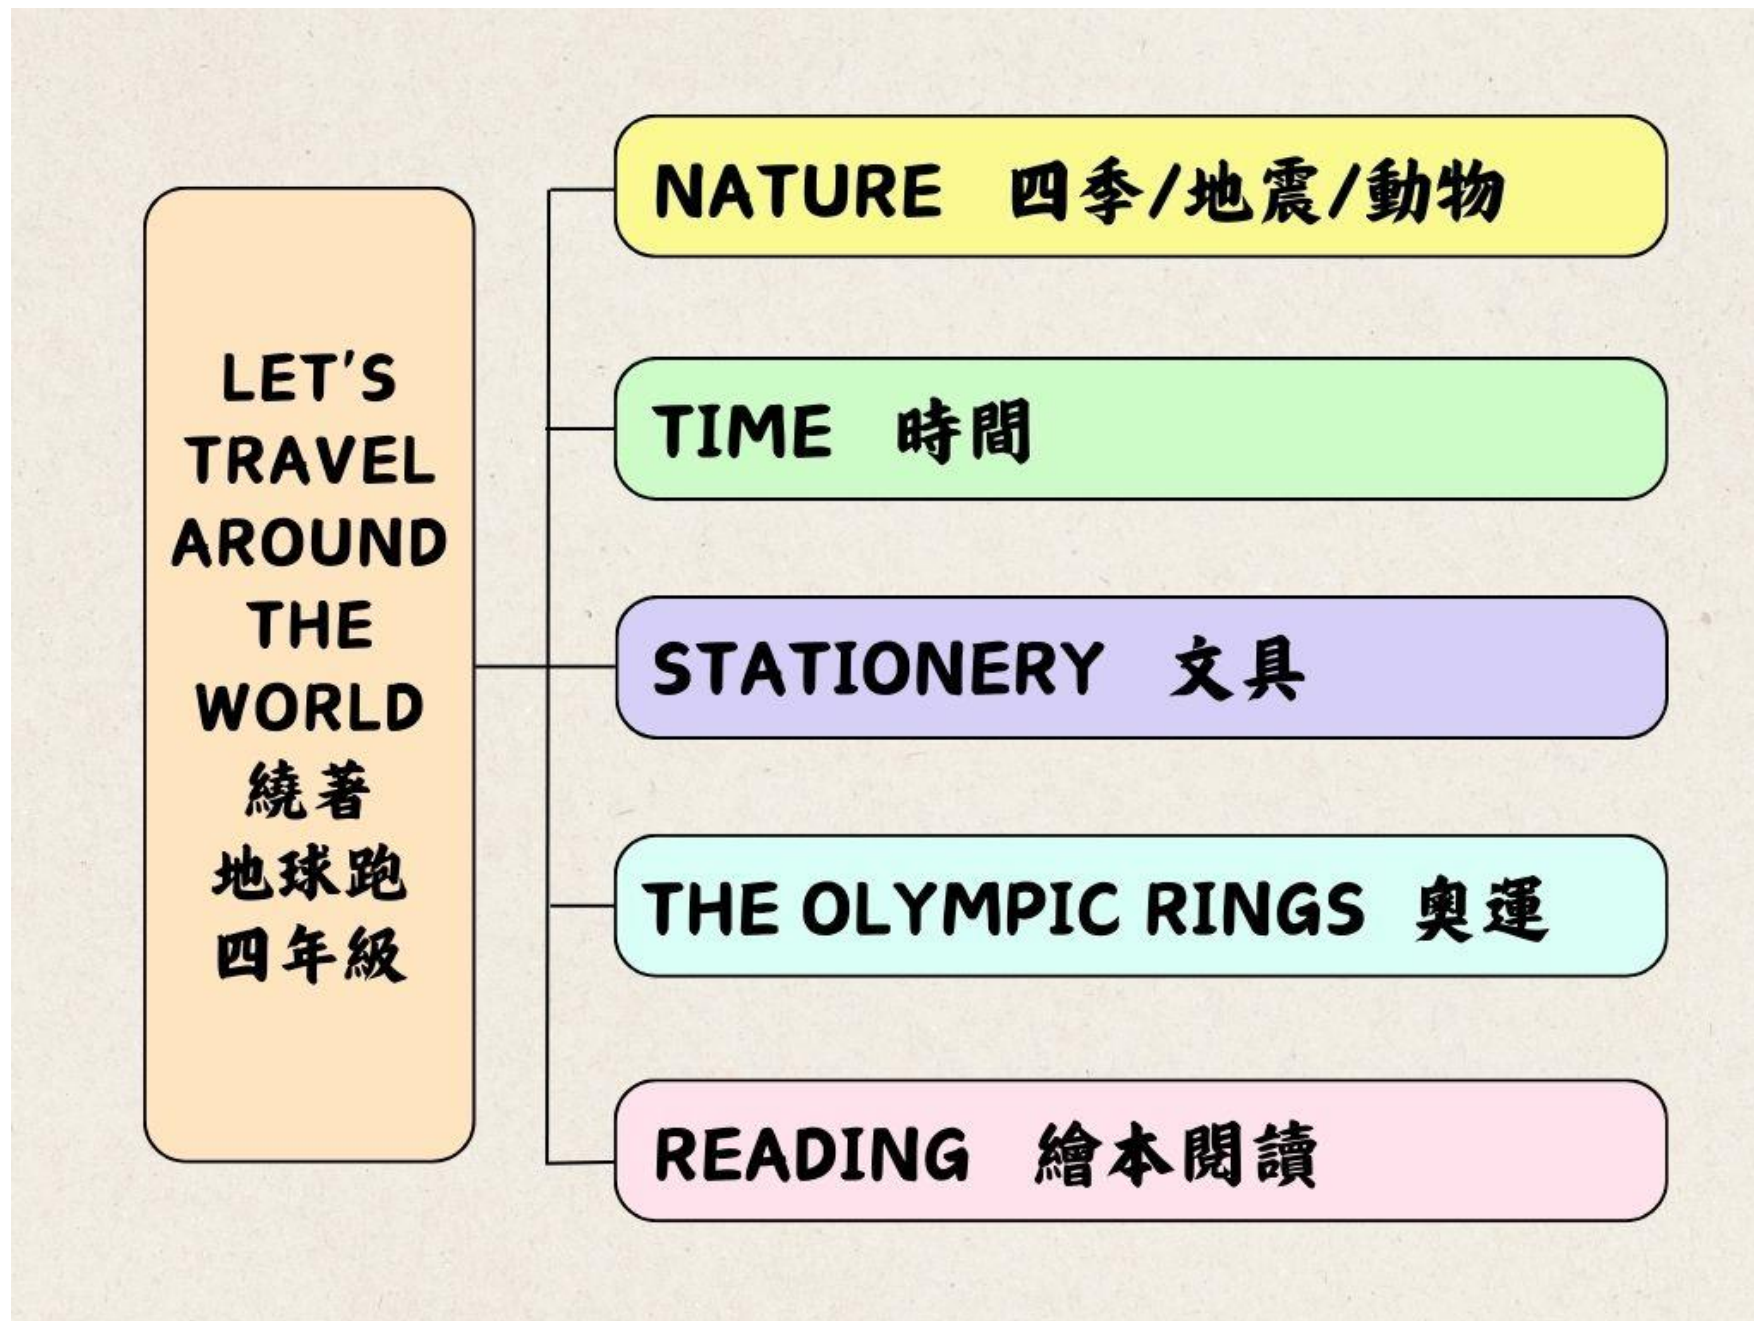 LET'S
TRAVEL
AROUND
THE
WORLD
繞著
地球跑
四年級
NATURE 四季/地震/動物
TIME 時間
STATIONERY 文具
THE OLYMPIC RINGS 奧運
READING 繪本閱讀